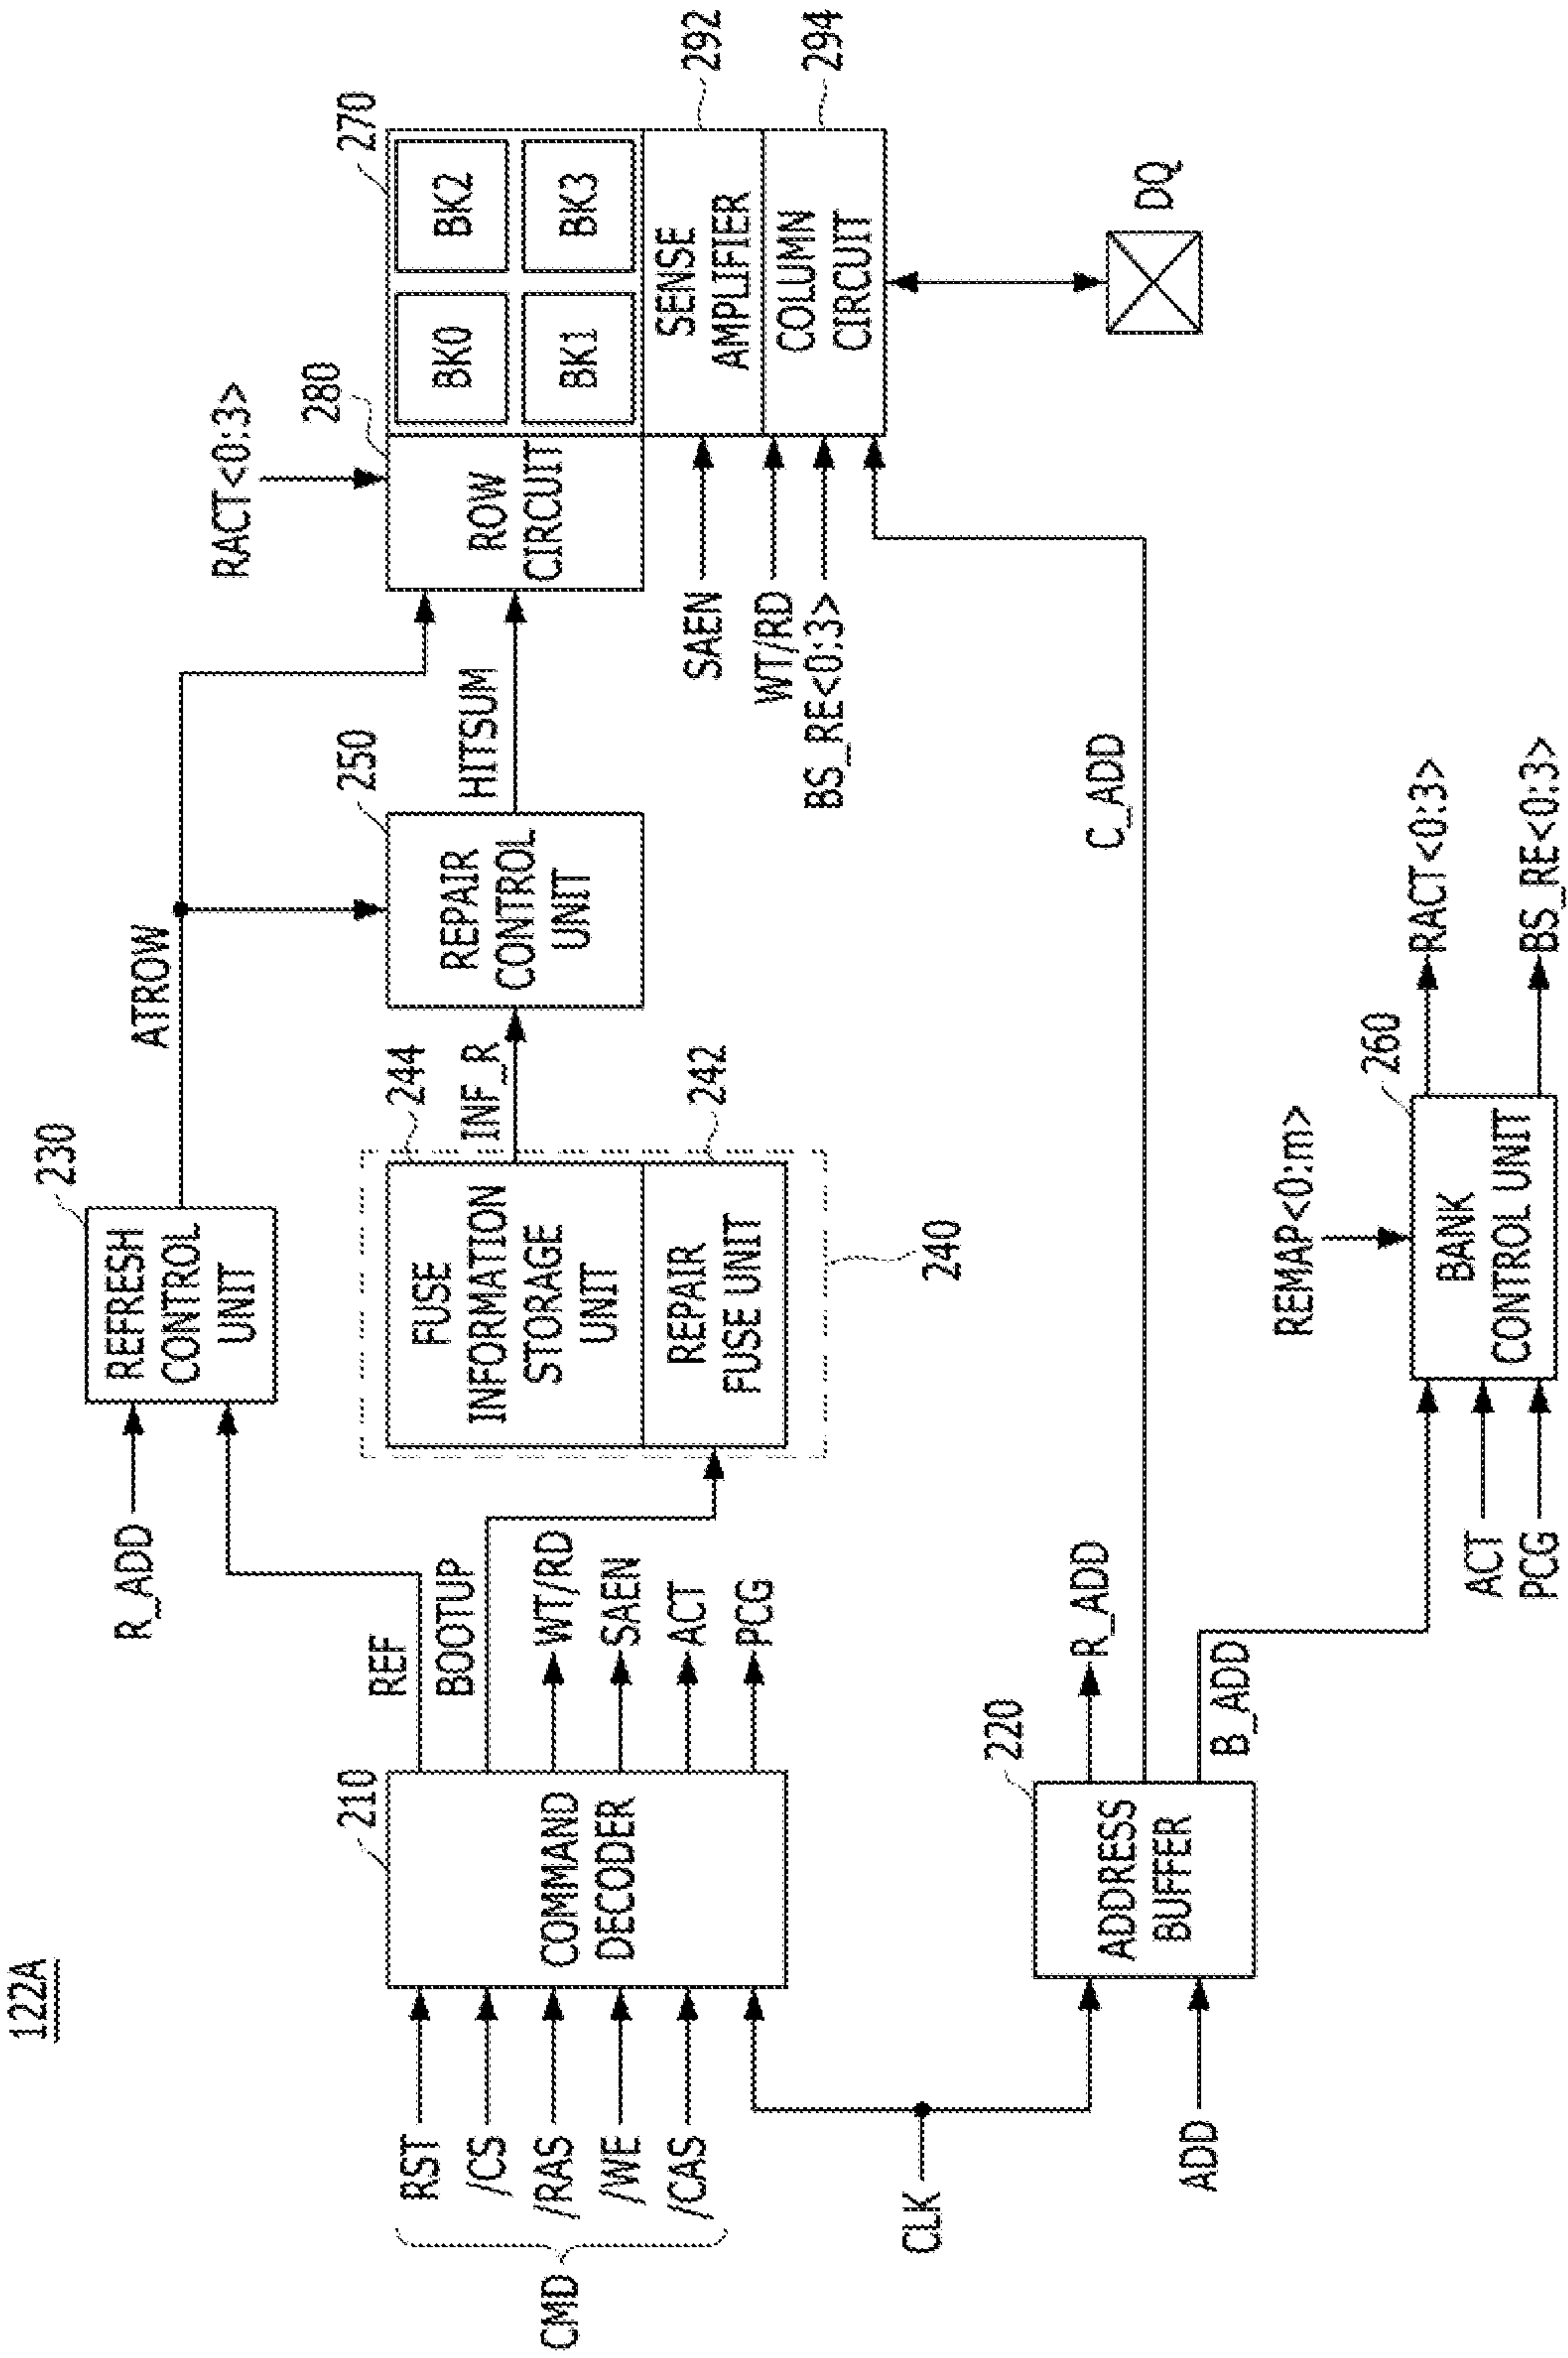 122A
CMD
RST
/CS
/RAS
/WE
/CAS
CLK
ADD
210
COMMAND
DECODER
REF
BOOTUP
WT/RD
SAEN
ACT
PCG
220
ADDRESS
BUFFER
R_ADD
C_ADD
B_ADD
R_ADD
230
REFRESH
CONTROL
UNIT
ATROW
240
244
FUSE
INFORMATION
STORAGE
UNIT
242
REPAIR
FUSE UNIT
INF_R
250
REPAIR
CONTROL
UNIT
HITSUM
REMAP<0:m>
ACT
PCG
260
BANK
CONTROL UNIT
RACT<0:3>
BS_RE<0:3>
RACT<0:3>
280
ROW
CIRCUIT
270
BK0
BK2
BK1
BK3
SAEN
292
SENSE
AMPLIFIER
WT/RD
BS_RE<0:3>
294
COLUMN
CIRCUIT
DQ